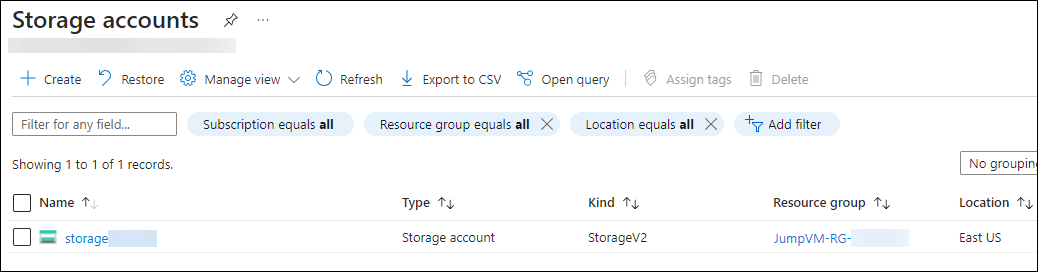 Storage accounts
Create Restore Manage view Refresh Export to CSV Open query Assign tags Delete
Filter for any field... Subscription equals all Resource group equals all Location equals all Add filter
Showing 1 to 1 of 1 records.
No grouping
Name Type Kind Resource group Location
storage Storage account StorageV2 JumpVM-RG- East US